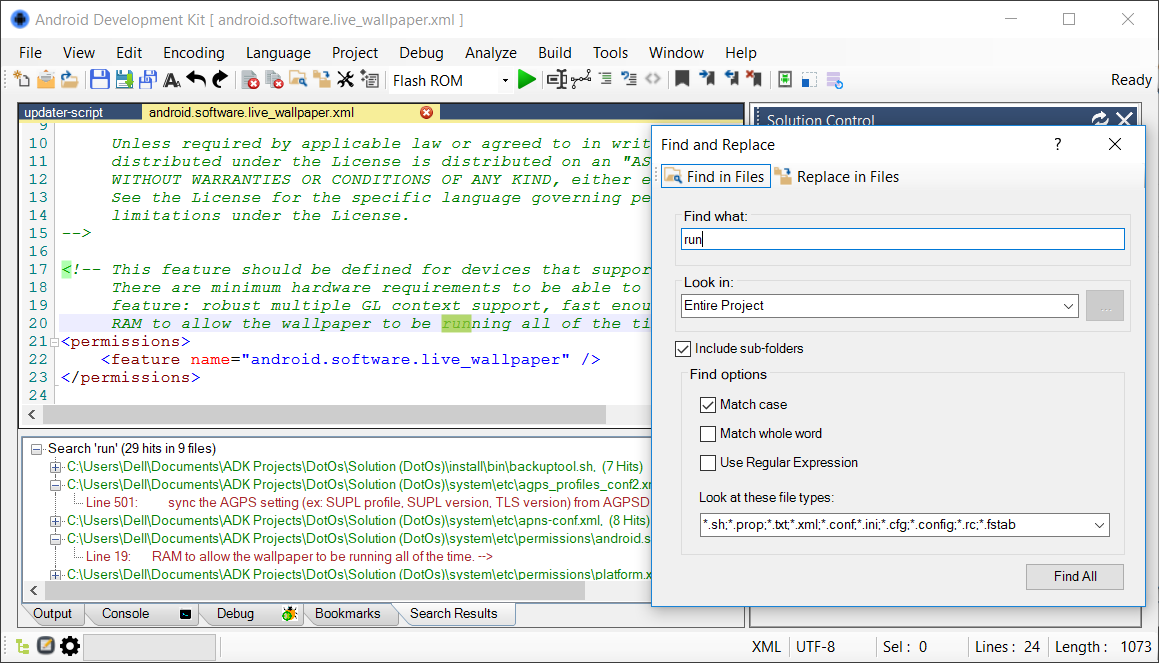 Android Development Kit [ android.software.live_wallpaper.xml ]
File View Edit Encoding Language Project Debug Analyze Build Tools Window Help
Flash ROM
Ready
updater-script
android.software.live_wallpaper.xml
Solution Control
9
10 Unless required by applicable law or agreed to in writ
11 distributed under the License is distributed on an "AS
12 WITHOUT WARRANTIES OR CONDITIONS OF ANY KIND, either e
13 See the License for the specific language governing pe
14 limitations under the License.
15 -->
16
17 <!-- This feature should be defined for devices that suppor
18 There are minimum hardware requirements to be able to
19 feature: robust multiple GL context support, fast enou
20 RAM to allow the wallpaper to be running all of the ti
21 <permissions>
22 <feature name="android.software.live_wallpaper" />
23 </permissions>
24
Find and Replace
?
Find in Files
Replace in Files
Find what:
run
Look in:
Entire Project
...
Include sub-folders
Find options
Match case
Match whole word
Use Regular Expression
Look at these file types:
*.sh;*.prop;*.txt;*.xml;*.conf;*.ini;*.cfg;*.config;*.rc;*.fstab
Find All
Search 'run' (29 hits in 9 files)
C:\Users\Dell\Documents\ADK Projects\DotOs\Solution (DotOs)\install\bin\backuptool.sh, (7 Hits)
C:\Users\Dell\Documents\ADK Projects\DotOs\Solution (DotOs)\system\etc\agps_profiles_conf2.xm
Line 501: sync the AGPS setting (ex: SUPL profile, SUPL version, TLS version) from AGPSD
C:\Users\Dell\Documents\ADK Projects\DotOs\Solution (DotOs)\system\etc\apns-conf.xml, (8 Hits)
C:\Users\Dell\Documents\ADK Projects\DotOs\Solution (DotOs)\system\etc\permissions\android.s
Line 19: RAM to allow the wallpaper to be running all of the time. -->
C:\Users\Dell\Documents\ADK Projects\DotOs\Solution (DotOs)\system\etc\permissions\platform.x
Output
Console
Debug
Bookmarks
Search Results
XML
UTF-8
Sel : 0
Lines : 24
Length : 1073